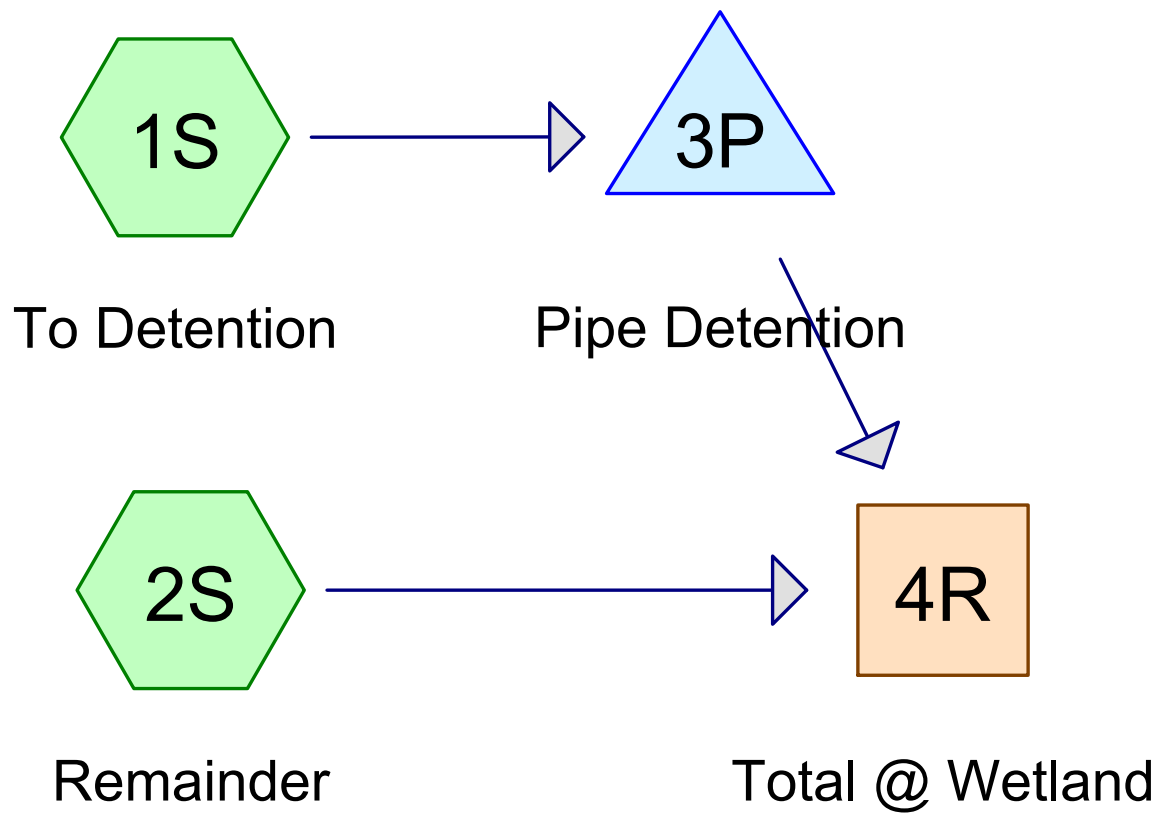 1S
3P
To Detention
Pipe Detention
2S
4R
Remainder
Total @ Wetland